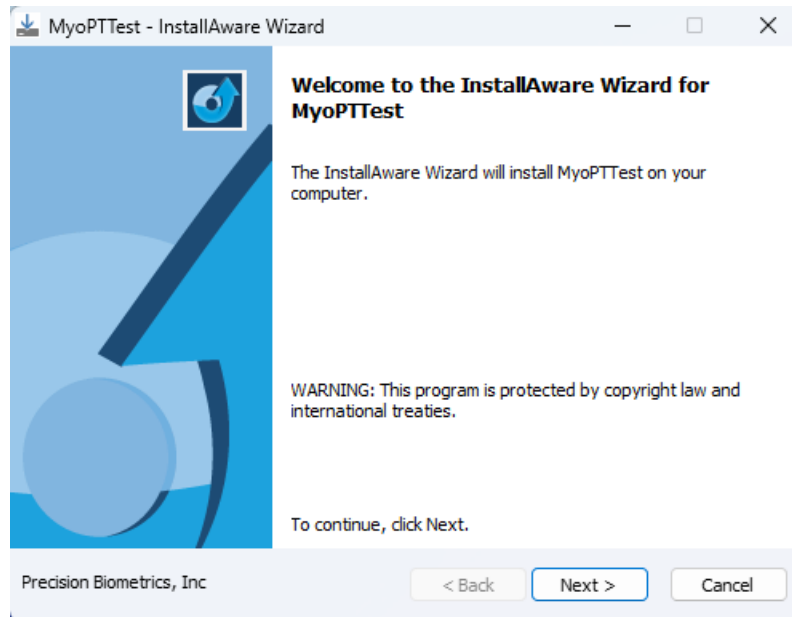 MyoPTTest - InstallAware Wizard
Welcome to the InstallAware Wizard for
MyoPTTest
The InstallAware Wizard will install MyoPTTest on your
computer.
WARNING: This program is protected by copyright law and
international treaties.
To continue, click Next.
Precision Biometrics, Inc
< Back
Next >
Cancel